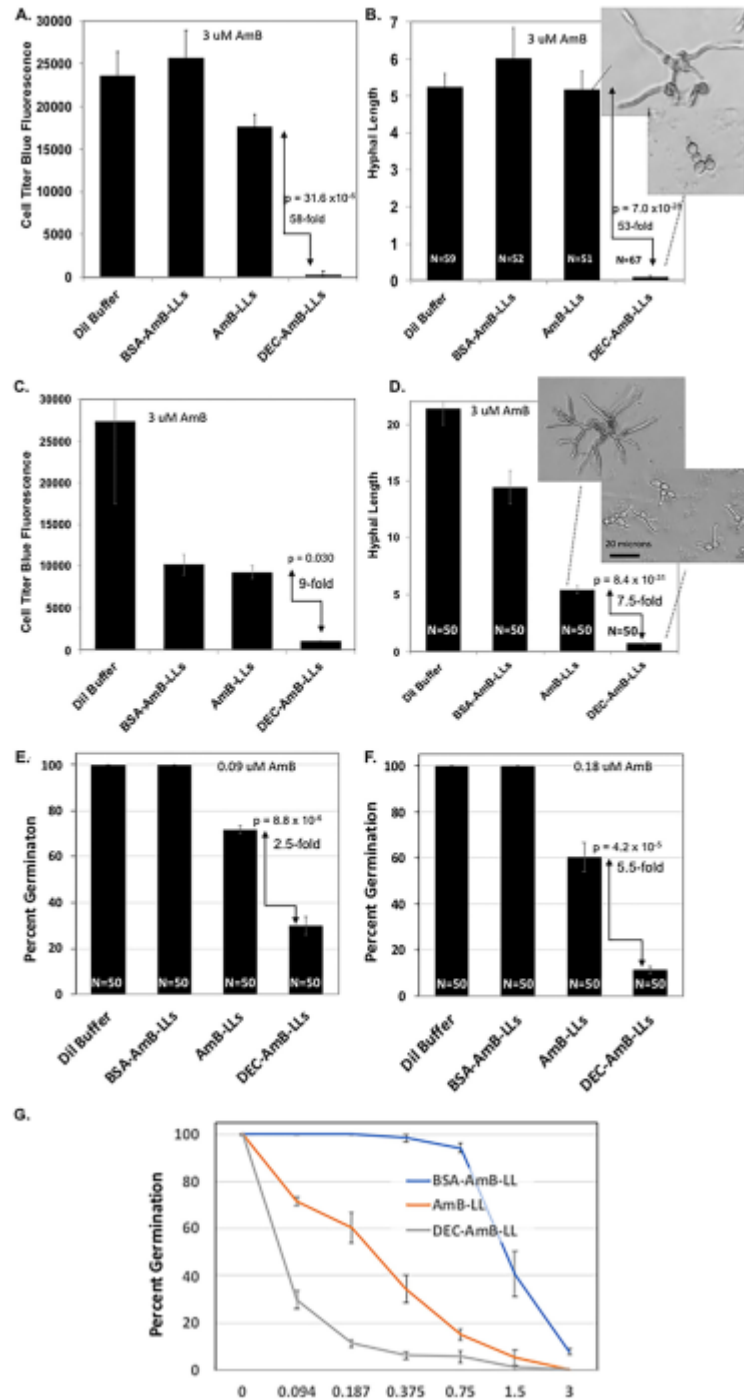 A.
3 uM AmB
Cell Titer Blue Fluorescence
30000
25000
20000
15000
10000
5000
0
p = 31.6 x10-5
58-fold
Dil Buffer
BSA-AmB-LLs
AmB-LLs
DEC-AmB-LLs
B.
3 uM AmB
Hyphal Length
7
6
5
4
3
2
1
0
53-fold
N=59
N=52
N=51
N=67
Dil Buffer
BSA-AmB-LLs
AmB-LLs
DEC-AmB-LLs
C.
3 uM AmB
Cell Titer Blue Fluorescence
30000
25000
20000
15000
10000
5000
0
p = 0.030
9-fold
Dil Buffer
BSA-AmB-LLs
AmB-LLs
DEC-AmB-LLs
D.
3 uM AmB
Hyphal Length
20
15
10
5
0
20 microns
p = 8.4 x 10-31
7.5-fold
N=50
N=50
N=50
N=50
Dil Buffer
BSA-AmB-LLs
AmB-LLs
DEC-AmB-LLs
E.
0.09 uM AmB
Percent Germinaton
100
80
60
40
20
0
p = 8.8 x 10-6
2.5-fold
N=50
N=50
N=50
N=50
Dil Buffer
BSA-AmB-LLs
AmB-LLs
DEC-AmB-LLs
F.
0.18 uM AmB
Percent Germination
100
80
60
40
20
0
p = 4.2 x 10-5
5.5-fold
N=50
N=50
N=50
N=50
Dil Buffer
BSA-AmB-LLs
AmB-LLs
DEC-AmB-LLs
G.
Percent Germination
100
80
60
40
20
0
BSA-AmB-LL
AmB-LL
DEC-AmB-LL
0
0.094
0.187
0.375
0.75
1.5
3